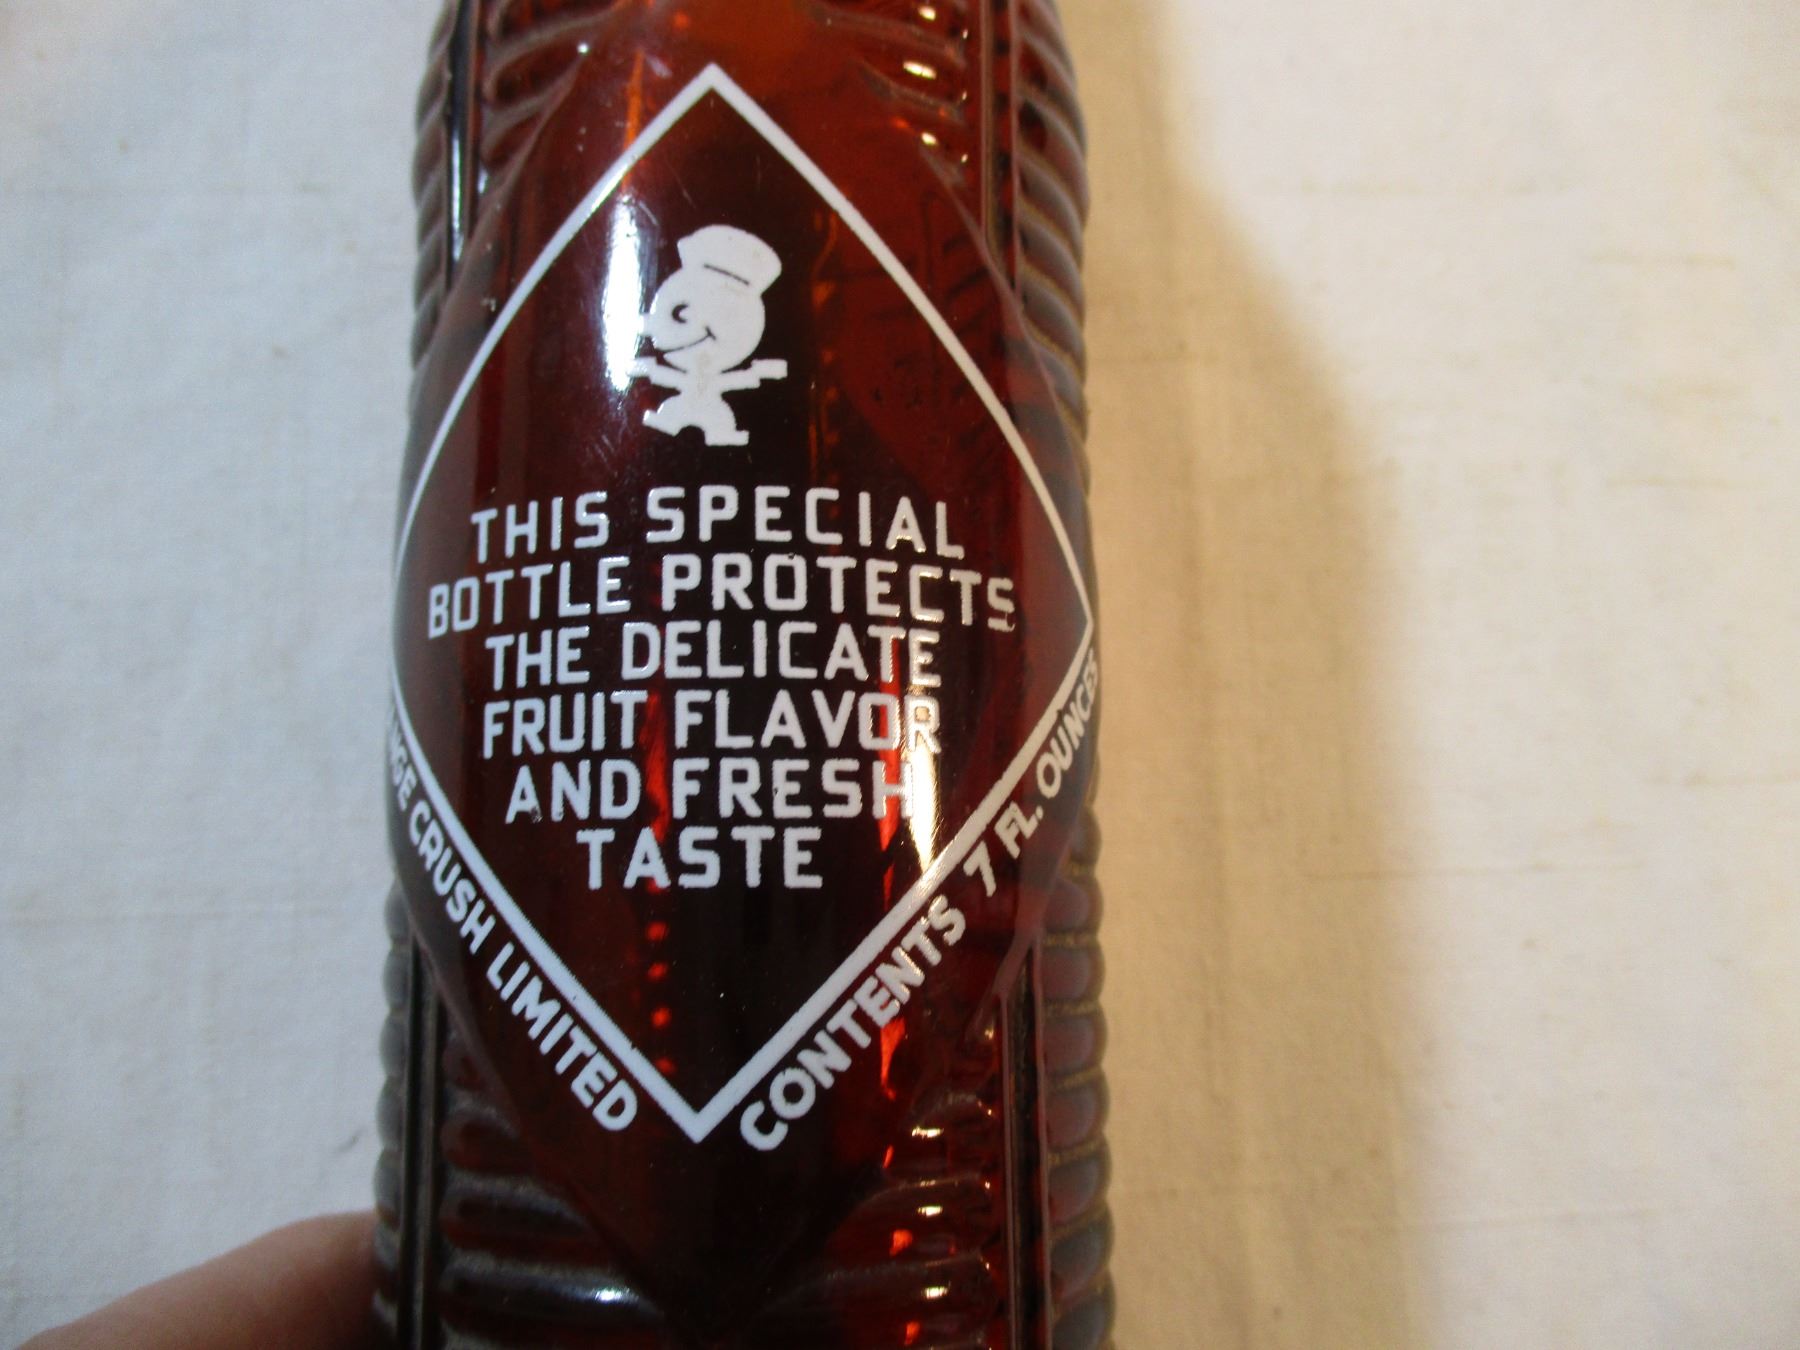 THIS SPECIAL
BOTTLE PROTECTS
THE DELICATE
FRUIT FLAVOR
AND FRESH
TASTE
CRUSH LIMITED
CONTENTS 7 FL. OUNCES